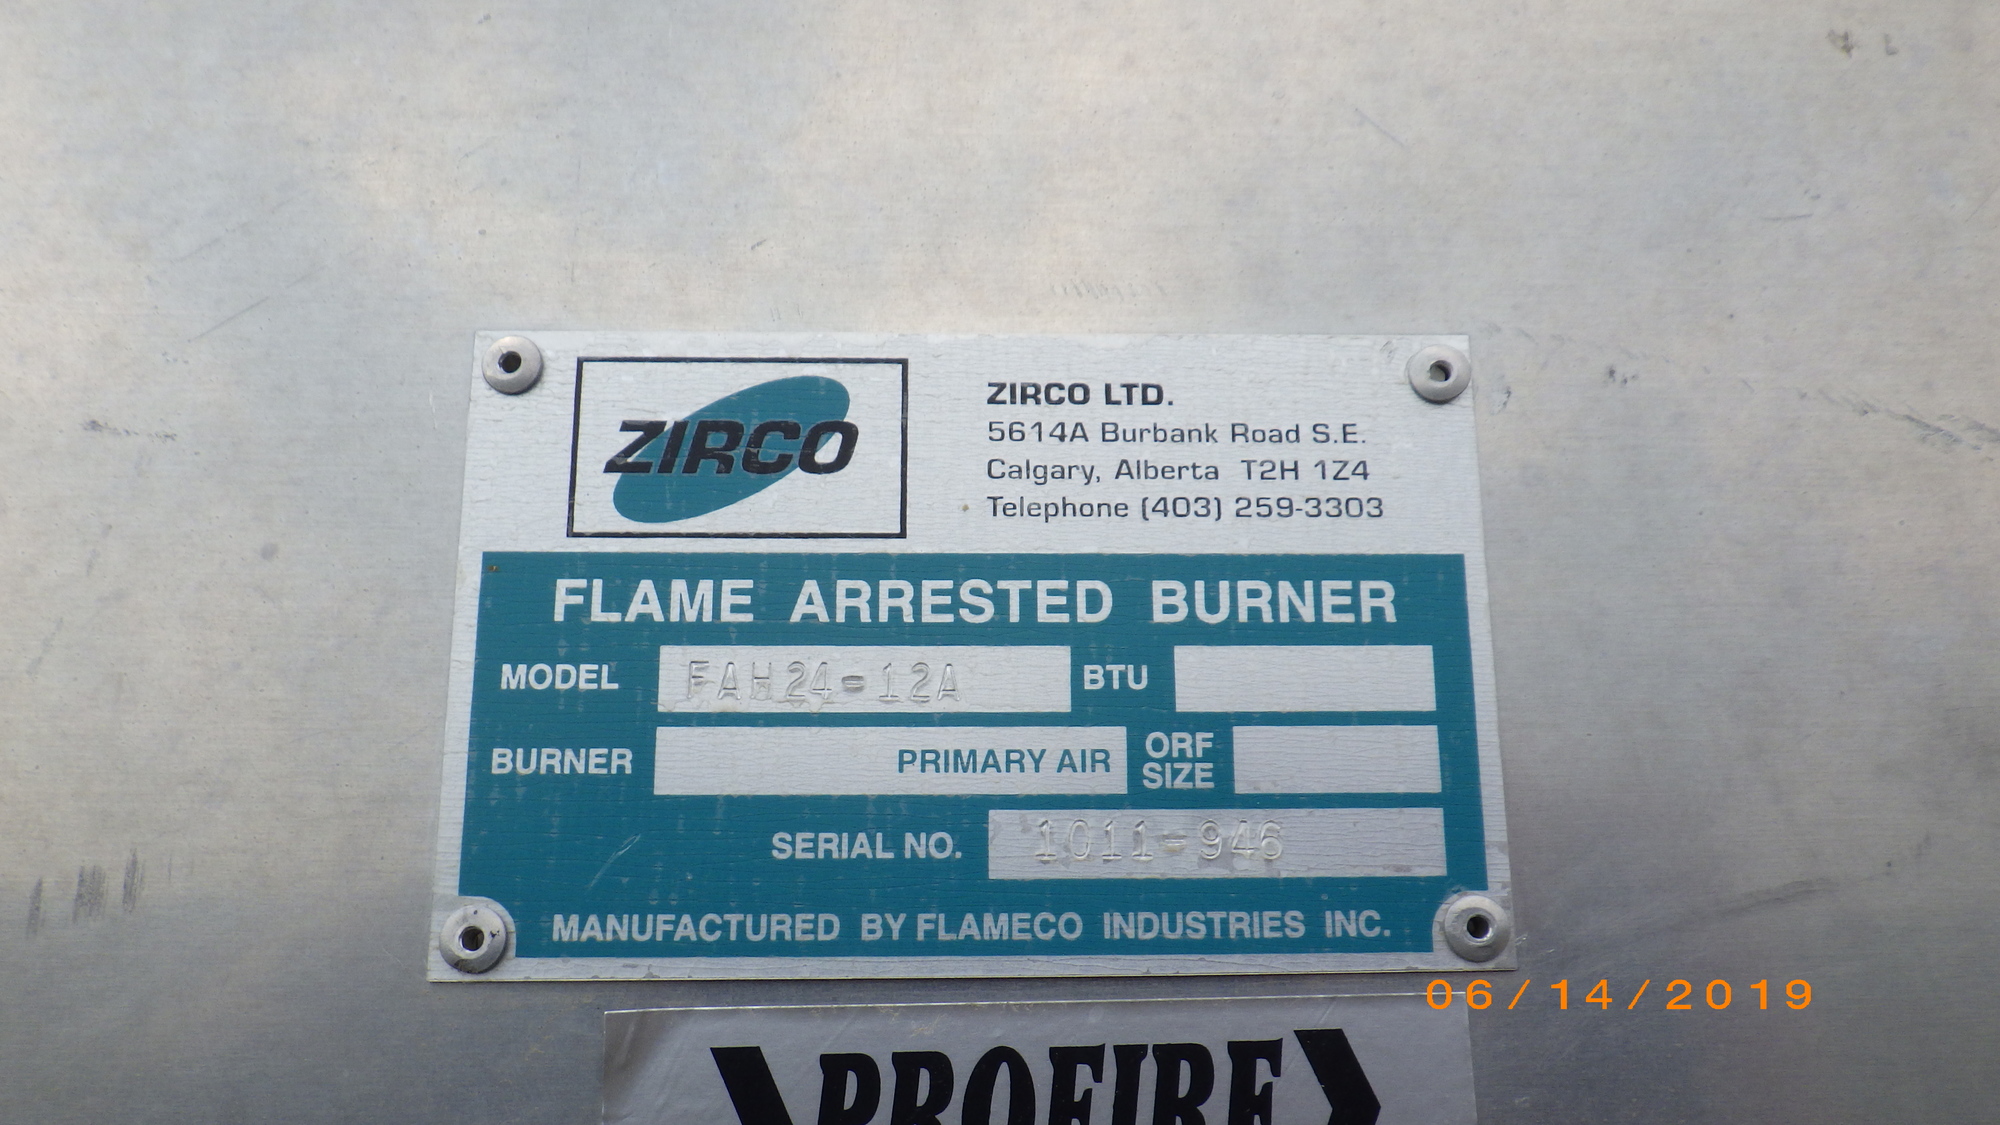 ZIRCO
ZIRCO LTD.
5614A Burbank Road S.E.
Calgary, Alberta T2H 1Z4
Telephone (403) 259-3303
FLAME ARRESTED BURNER
MODEL FAH24-12A BTU
BURNER PRIMARY AIR ORF SIZE
SERIAL NO. 1011-946
MANUFACTURED BY FLAMECO INDUSTRIES INC.
06/14/2019
PROFIRE